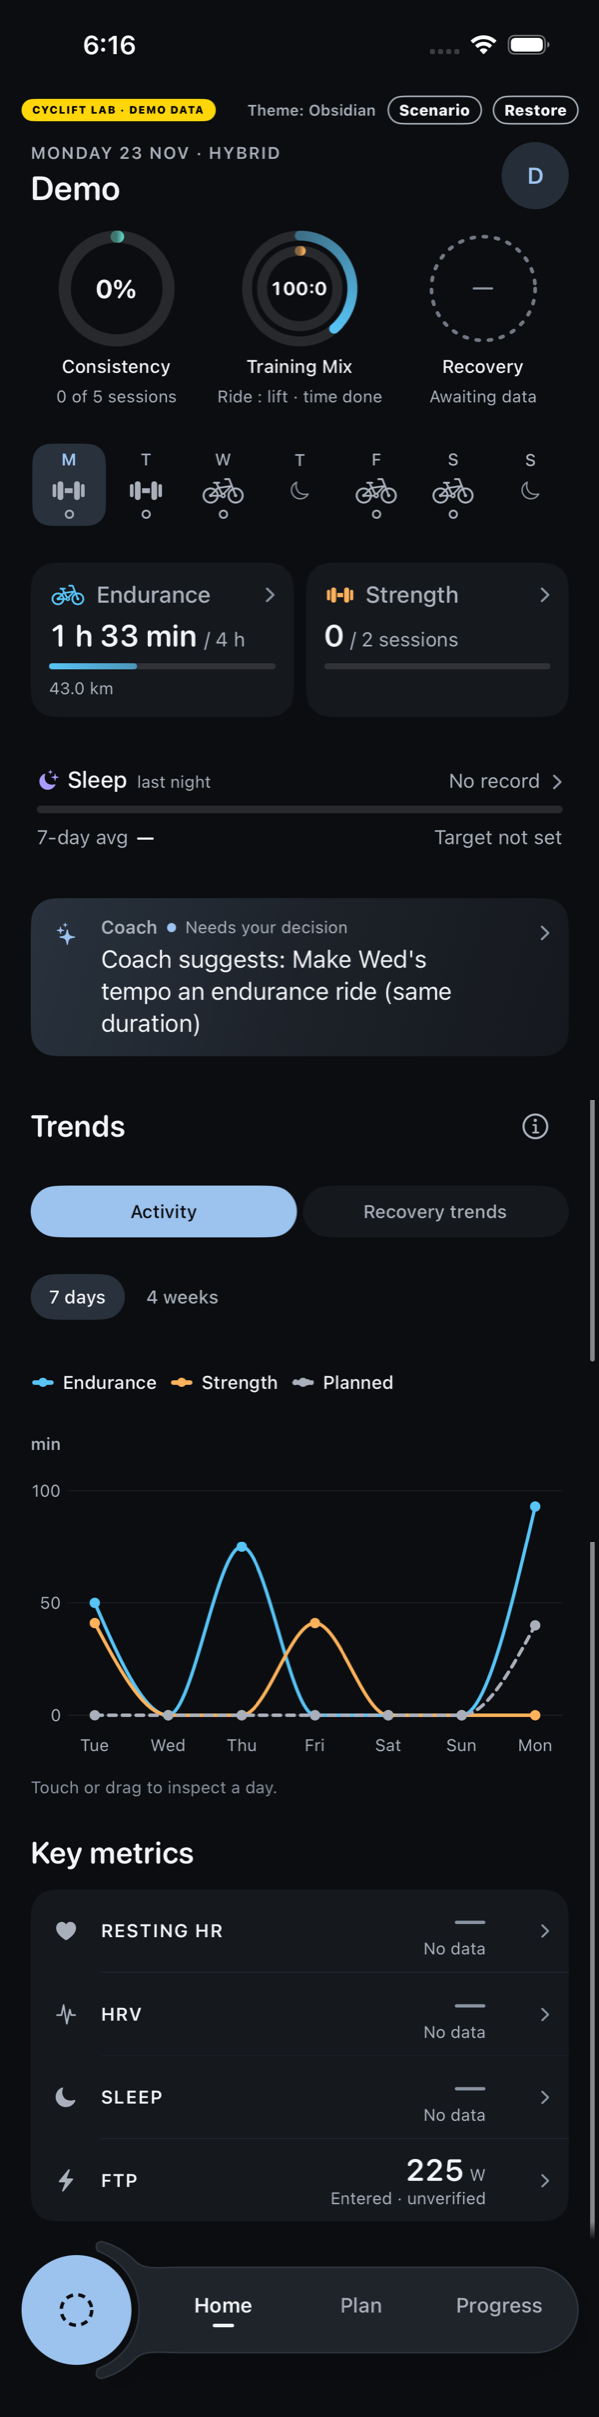 6:16
CYCLIFT LAB · DEMO DATA
Theme: Obsidian
Scenario
Restore
MONDAY 23 NOV · HYBRID
Demo
D
0%
100:0
—
Consistency
Training Mix
Recovery
0 of 5 sessions
Ride : lift · time done
Awaiting data
M T W T F S S
Endurance
1 h 33 min / 4 h
43.0 km
Strength
0 / 2 sessions
Sleep last night
No record
7-day avg —
Target not set
Coach • Needs your decision
Coach suggests: Make Wed's
tempo an endurance ride (same
duration)
Trends
Activity
Recovery trends
7 days
4 weeks
Endurance
Strength
Planned
min
100
50
0
Tue Wed Thu Fri Sat Sun Mon
Touch or drag to inspect a day.
Key metrics
RESTING HR
—
No data
HRV
—
No data
SLEEP
—
No data
FTP
225 W
Entered · unverified
Home
Plan
Progress